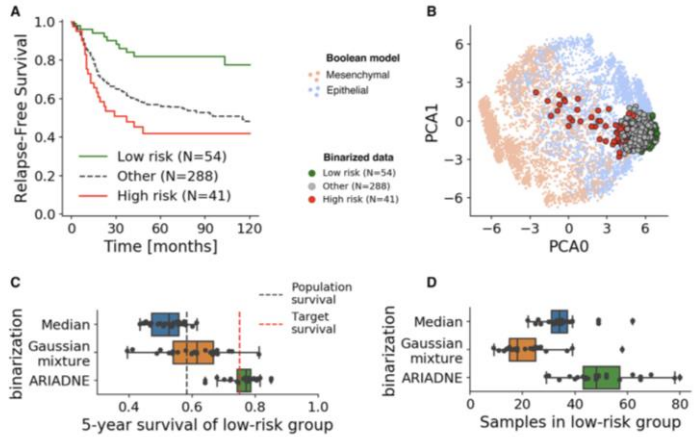 A
Relapse-Free Survival
1.0
0.8
0.6
0.4
0.2
0.0
Low risk (N=54)
Other (N=288)
High risk (N=41)
0 30 60 90 120
Time [months]
Boolean model
Mesenchymal
Epithelial
Binarized data
Low risk (N=54)
Other (N=288)
High risk (N=41)
B
PCA1
6
3
0
−3
−6
−6 −3 0 3 6
PCA0
C
binarization
Median
Gaussian
mixture
ARIADNE
Population
survival
Target
survival
0.4 0.6 0.8 1.0
5-year survival of low-risk group
D
binarization
Median
Gaussian
mixture
ARIADNE
0 20 40 60 80
Samples in low-risk group